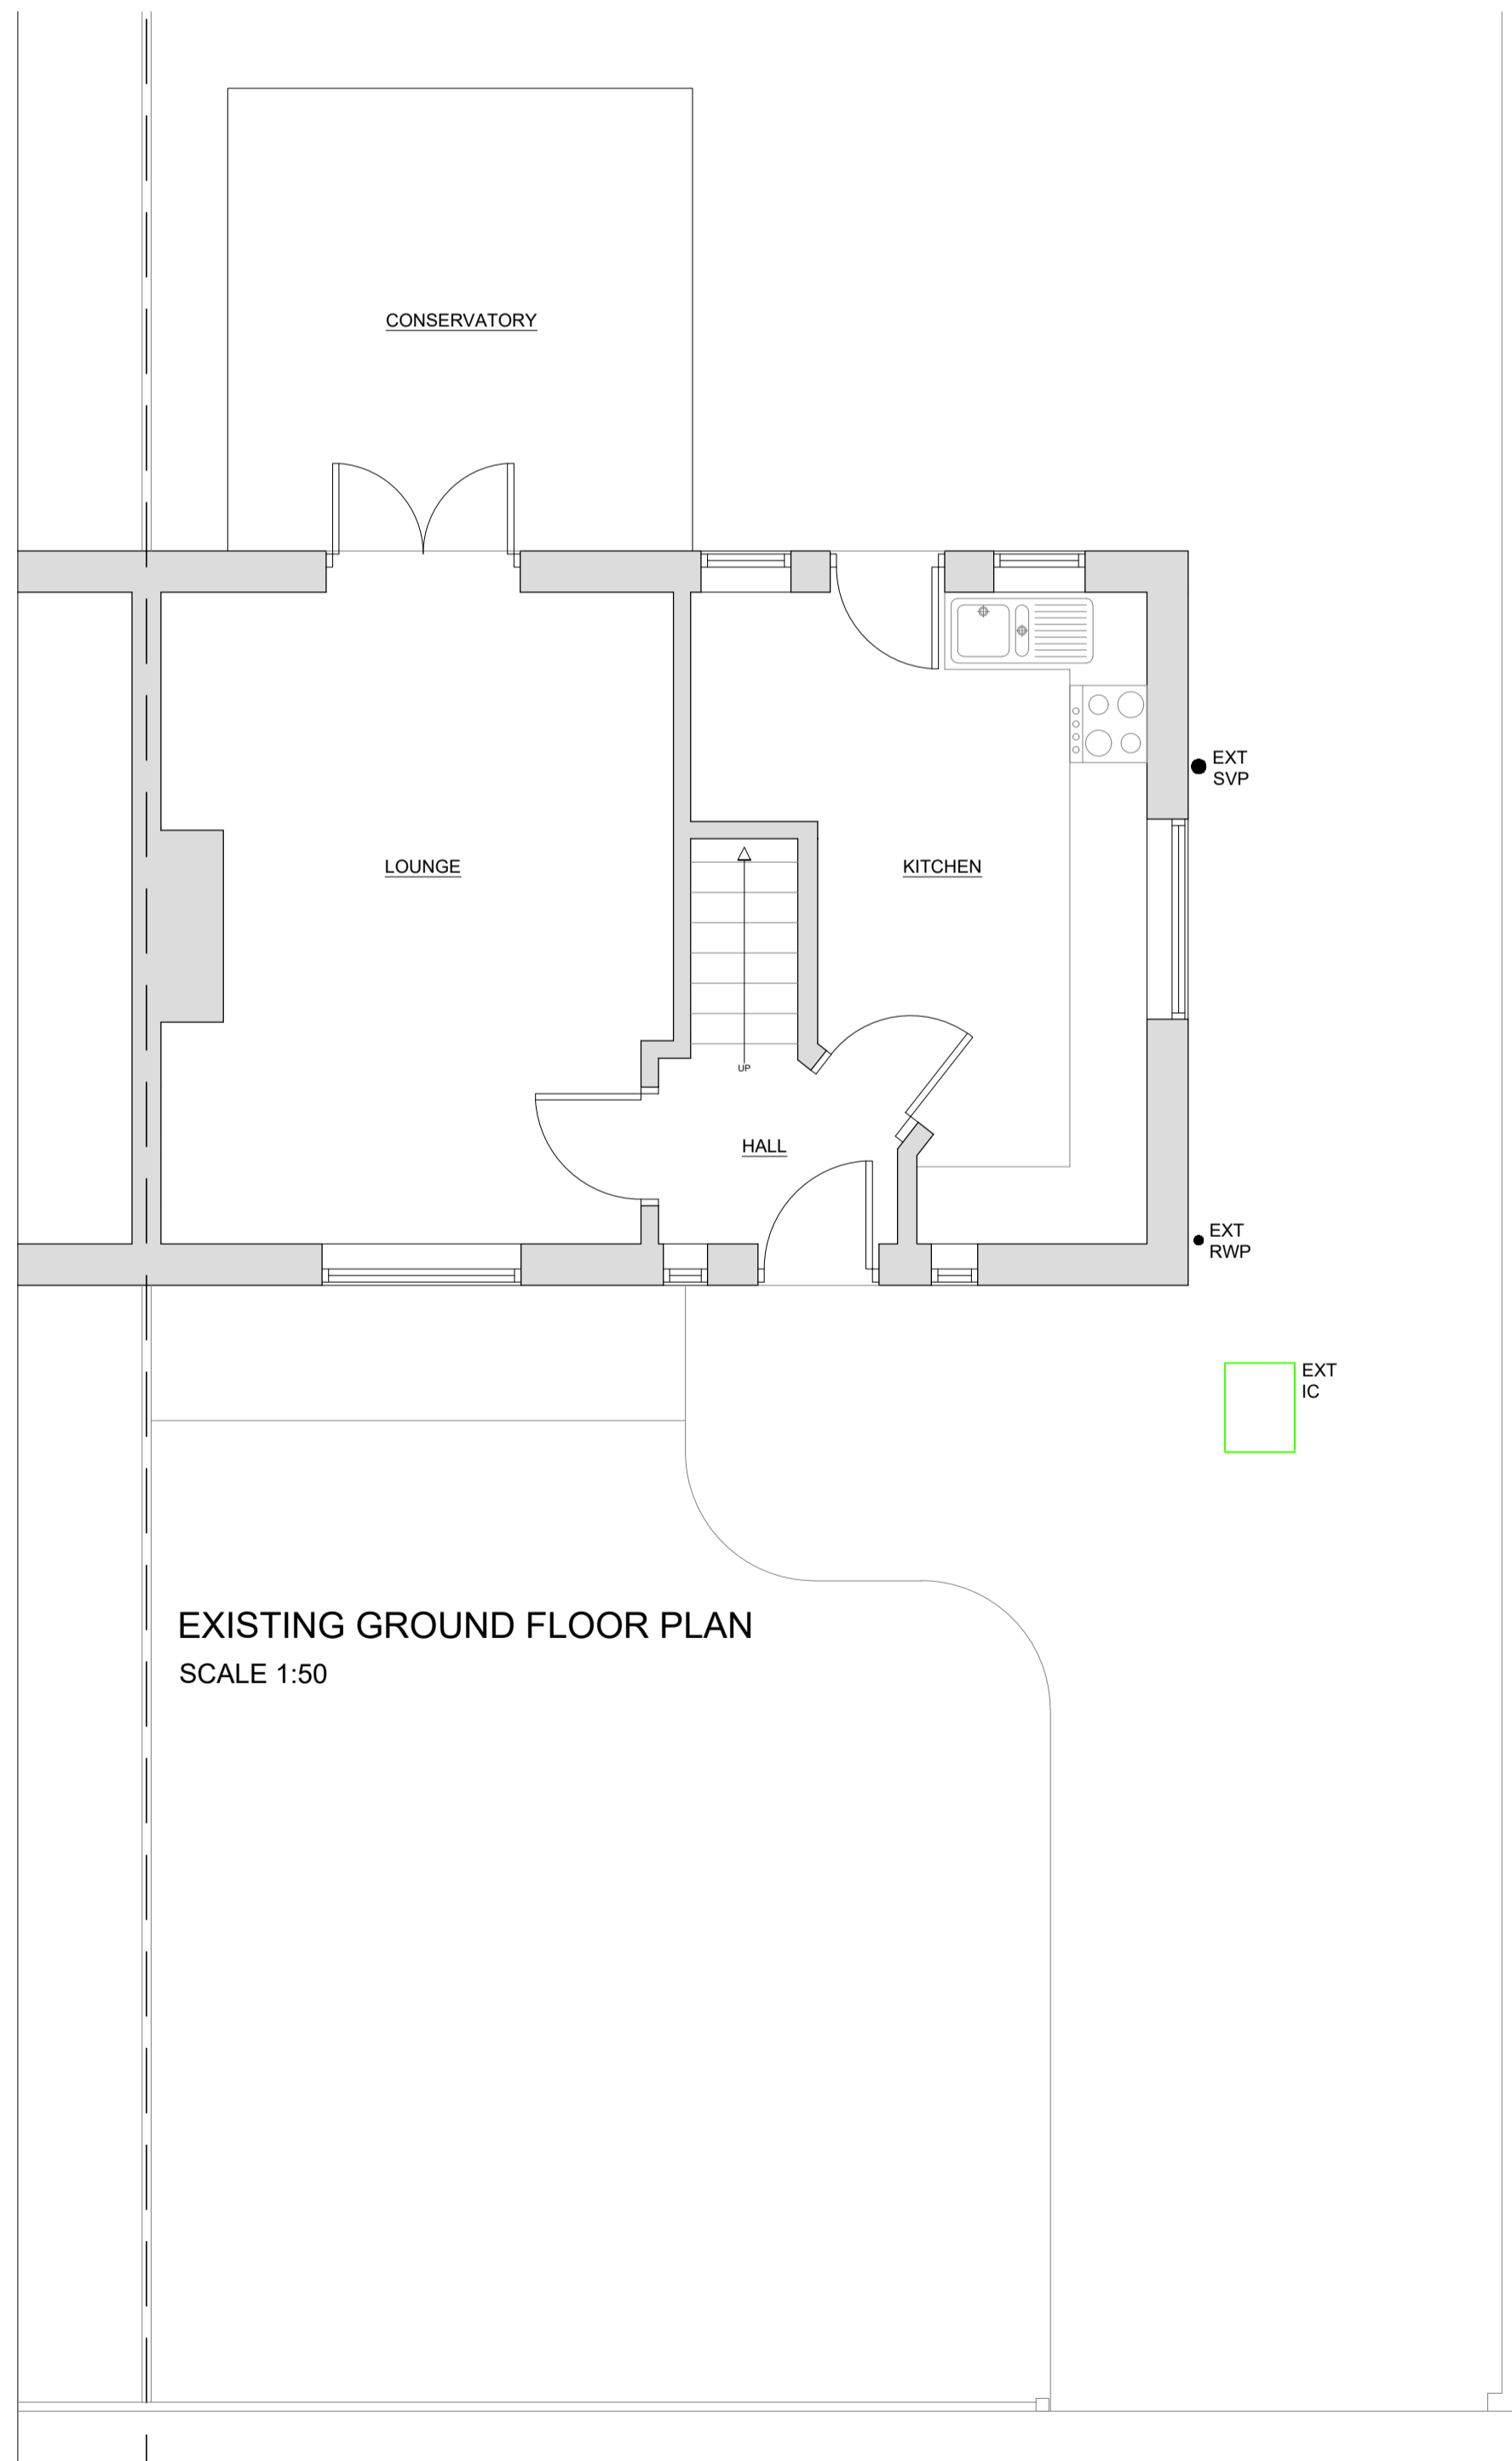 CONSERVATORY
EXT
SVP
LOUNGE
KITCHEN
UP
HALL
EXT
RWP
EXT
IC
EXISTING GROUND FLOOR PLAN
SCALE 1:50